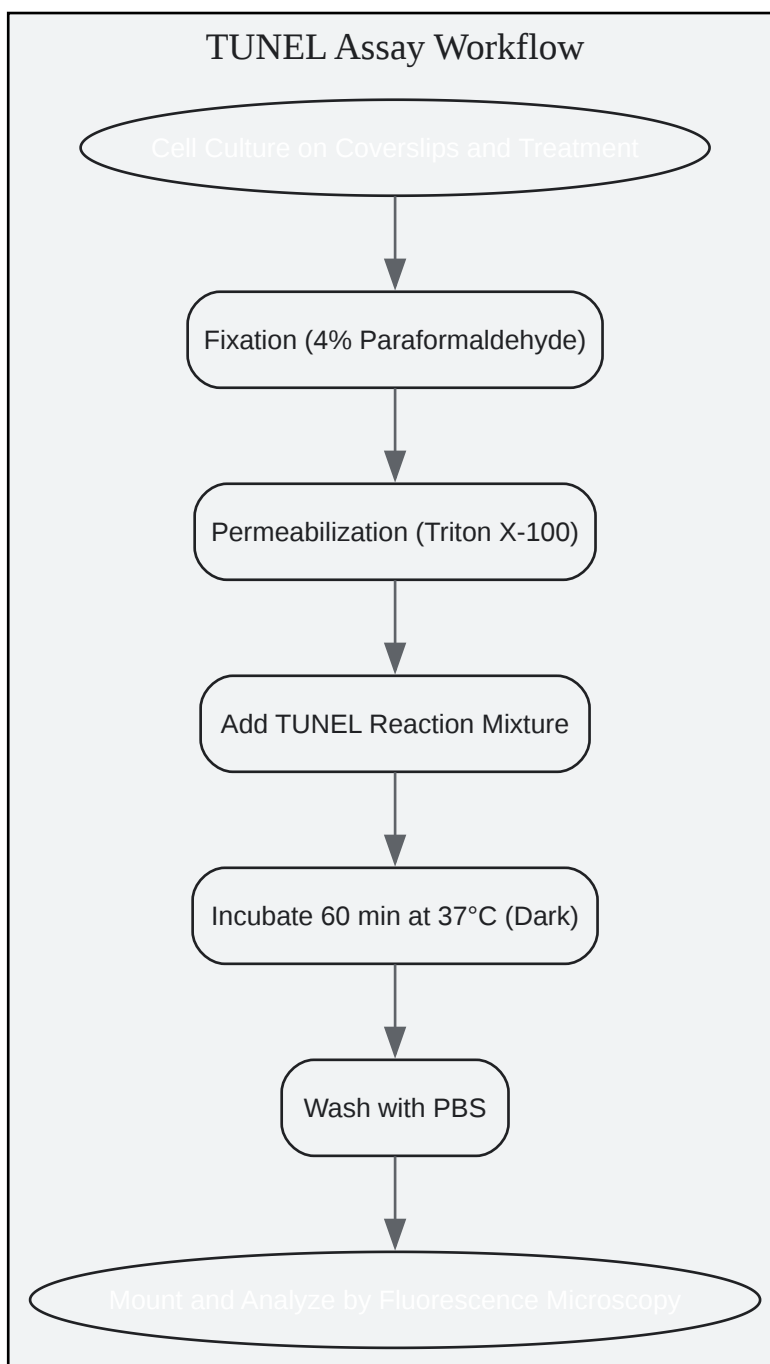 TUNEL Assay Workflow
Cell Culture on Coverslips and Treatment
Fixation (4% Paraformaldehyde)
Permeabilization (Triton X-100)
Add TUNEL Reaction Mixture
Incubate 60 min at 37°C (Dark)
Wash with PBS
Mount and Analyze by Fluorescence Microscopy